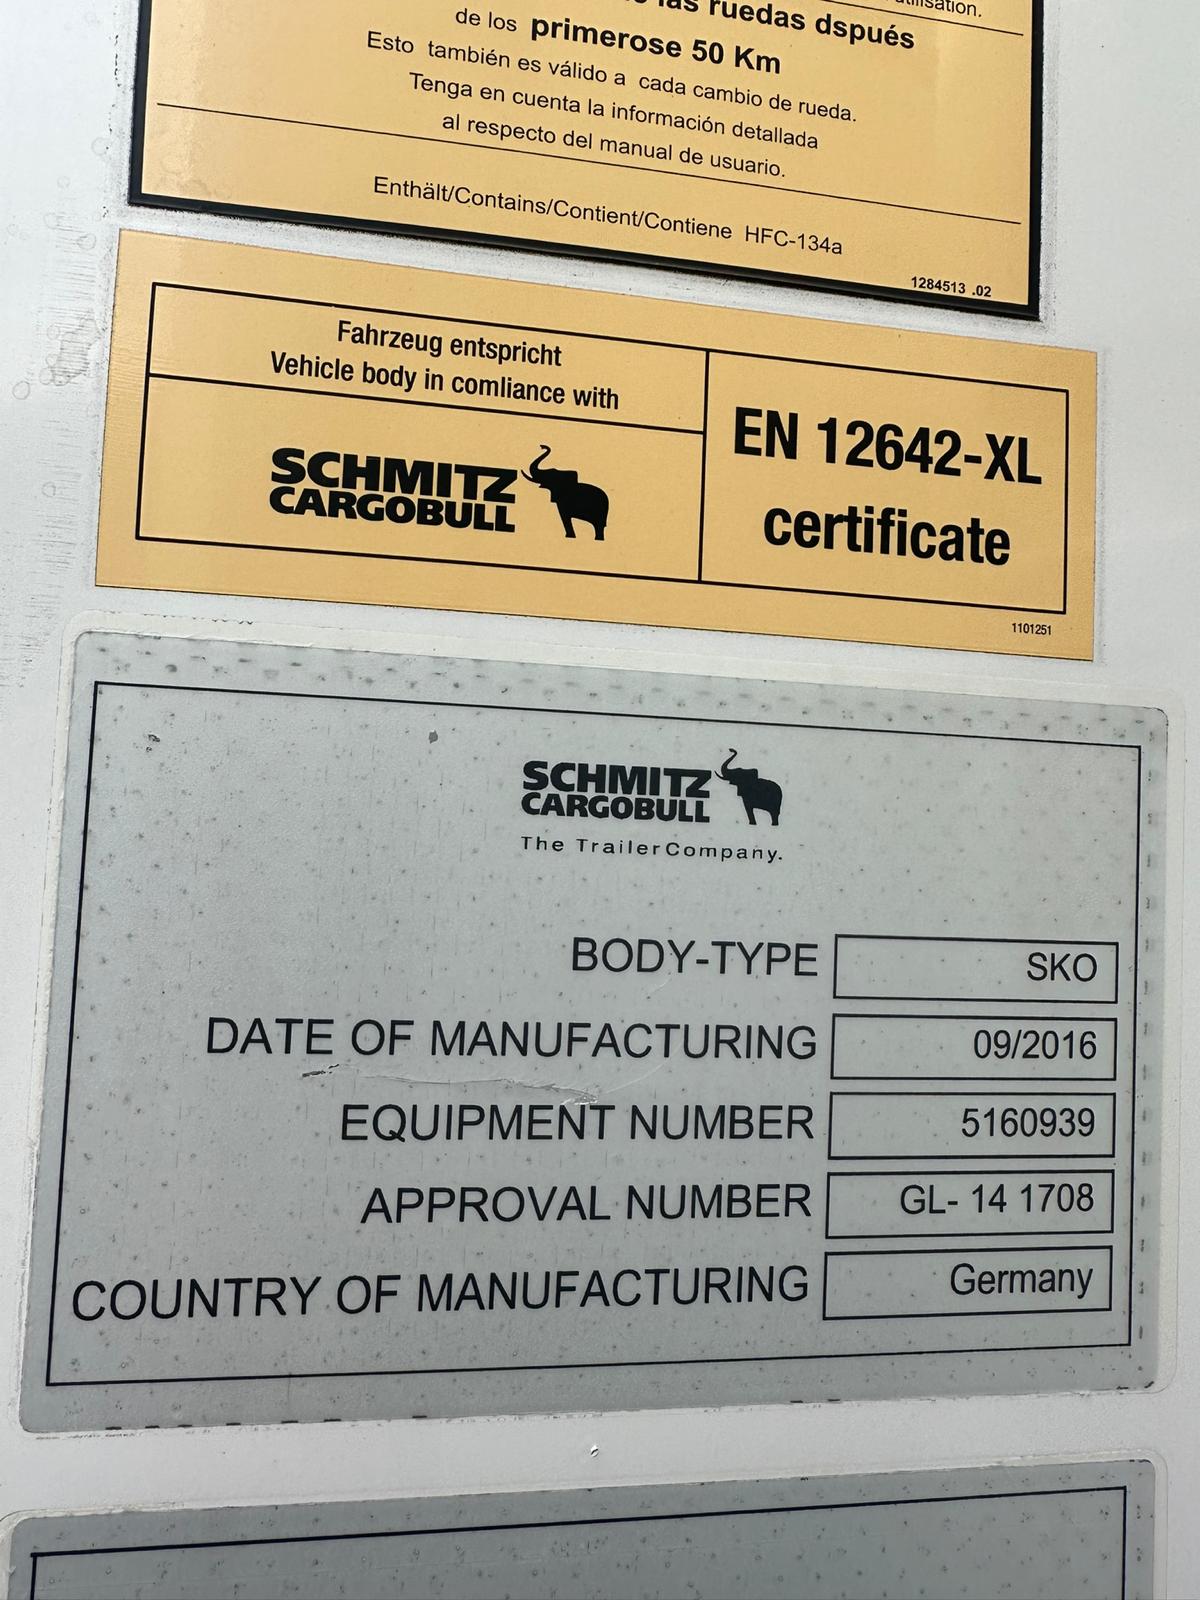 las ruedas dspués
de los primerose 50 Km
Esto también es válido a cada cambio de rueda.
Tenga en cuenta la información detallada
al respecto del manual de usuario.
Enthält/Contains/Contient/Contiene HFC-134a
1284513 .02
Fahrzeug entspricht
Vehicle body in comliance with
SCHMITZ
CARGOBULL
EN 12642-XL
certificate
1101251
SCHMITZ
CARGOBULL
The TrailerCompany.
BODY-TYPE SKO
DATE OF MANUFACTURING 09/2016
EQUIPMENT NUMBER 5160939
APPROVAL NUMBER GL- 14 1708
COUNTRY OF MANUFACTURING Germany